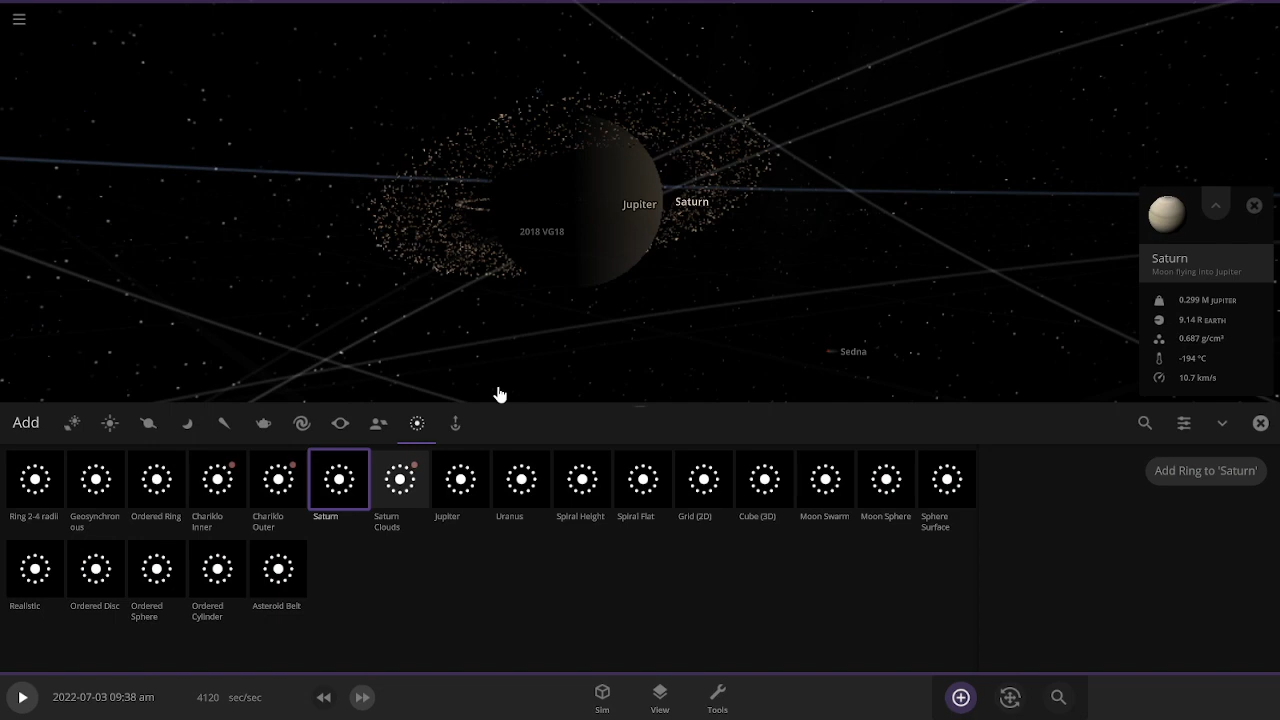 Jupiter
Saturn
2018 VG18
Sedna
Saturn
Moon flying into Jupiter
0.299 M JUPITER
9.14 R EARTH
0.687 g/cm³
-194 °C
10.7 km/s
Add
Add Ring to 'Saturn'
Ring 2-4 radii
Geosynchron
ous
Ordered Ring
Chariklo
Inner
Chariklo
Outer
Saturn
Saturn
Clouds
Jupiter
Uranus
Spiral Height
Spiral Flat
Grid (2D)
Cube (3D)
Moon Swarm
Moon Sphere
Sphere
Surface
Realistic
Ordered Disc
Ordered
Sphere
Ordered
Cylinder
Asteroid Belt
2022-07-03 09:38 am
4120 sec/sec
Sim
View
Tools